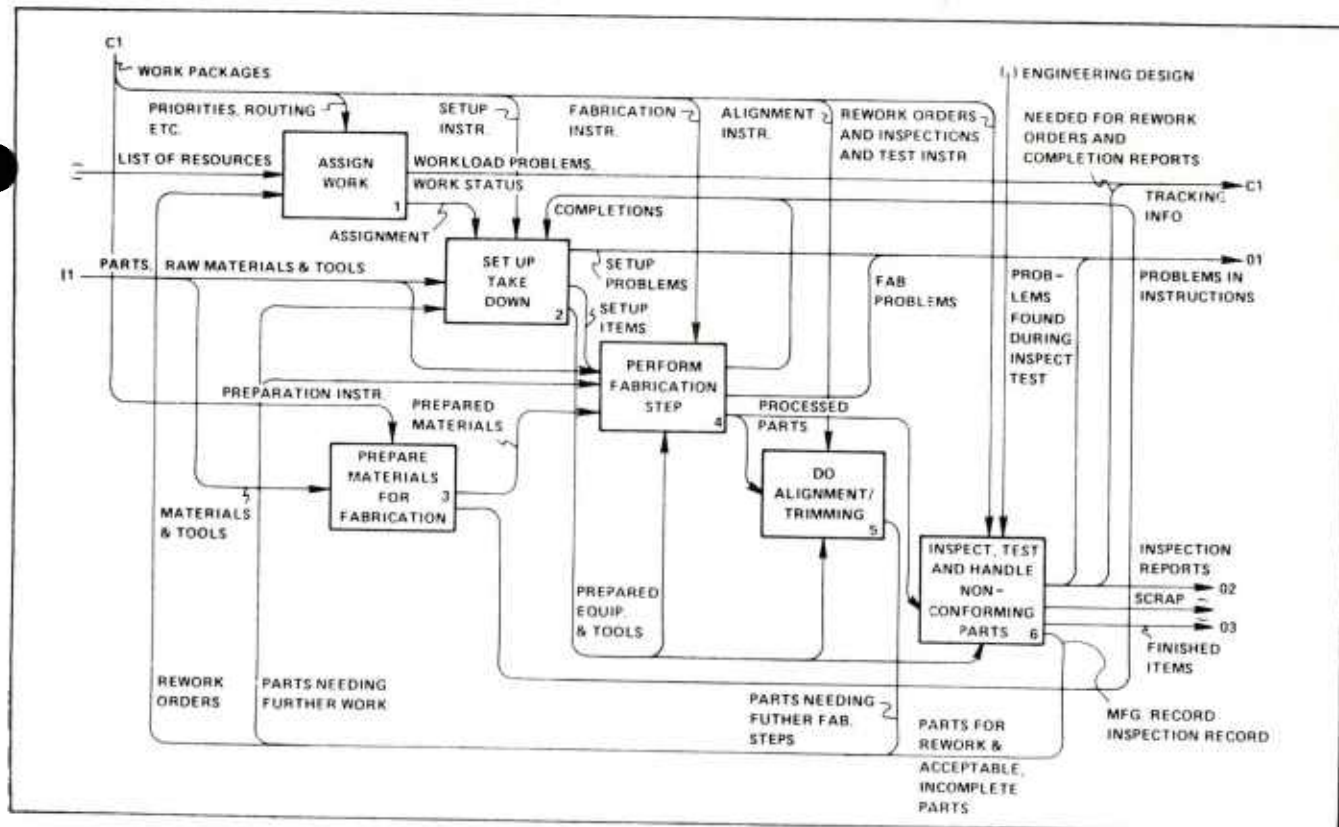 C1
WORK PACKAGES
PRIORITIES, ROUTING
ETC.
SETUP
INSTR.
FABRICATION
INSTR.
ALIGNMENT
INSTR.
REWORK ORDERS
AND INSPECTIONS
AND TEST INSTR
ENGINEERING DESIGN
NEEDED FOR REWORK
ORDERS AND
COMPLETION REPORTS
LIST OF RESOURCES
ASSIGN
WORK
1
WORKLOAD PROBLEMS,
WORK STATUS
C1
TRACKING
INFO
ASSIGNMENT
COMPLETIONS
I1
PARTS, RAW MATERIALS & TOOLS
SET UP
TAKE
DOWN
2
SETUP
PROBLEMS
SETUP
ITEMS
FAB
PROBLEMS
PROB-
LEMS
FOUND
DURING
INSPECT
TEST
01
PROBLEMS IN
INSTRUCTIONS
PREPARATION INSTR.
PREPARED
MATERIALS
PERFORM
FABRICATION
STEP
4
PROCESSED
PARTS
PREPARE
MATERIALS
FOR
FABRICATION
3
MATERIALS
& TOOLS
DO
ALIGNMENT/
TRIMMING
5
INSPECT, TEST
AND HANDLE
NON-
CONFORMING
PARTS
6
INSPECTION
REPORTS
02
SCRAP
03
FINISHED
ITEMS
PREPARED
EQUIP.
& TOOLS
REWORK
ORDERS
PARTS NEEDING
FURTHER WORK
PARTS NEEDING
FUTHER FAB.
STEPS
PARTS FOR
REWORK &
ACCEPTABLE,
INCOMPLETE
PARTS
MFG. RECORD
INSPECTION RECORD